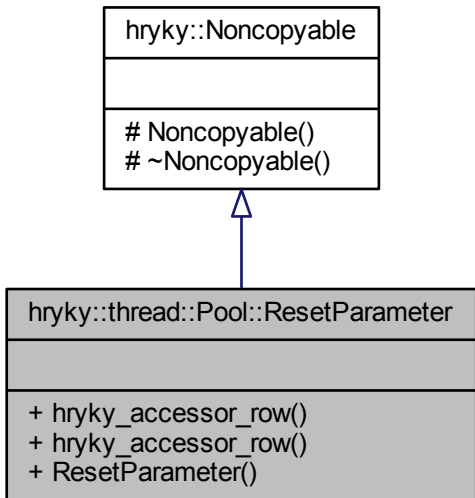 hryky::Noncopyable
# Noncopyable()
# ~Noncopyable()
hryky::thread::Pool::ResetParameter
+ hryky_accessor_row()
+ hryky_accessor_row()
+ ResetParameter()